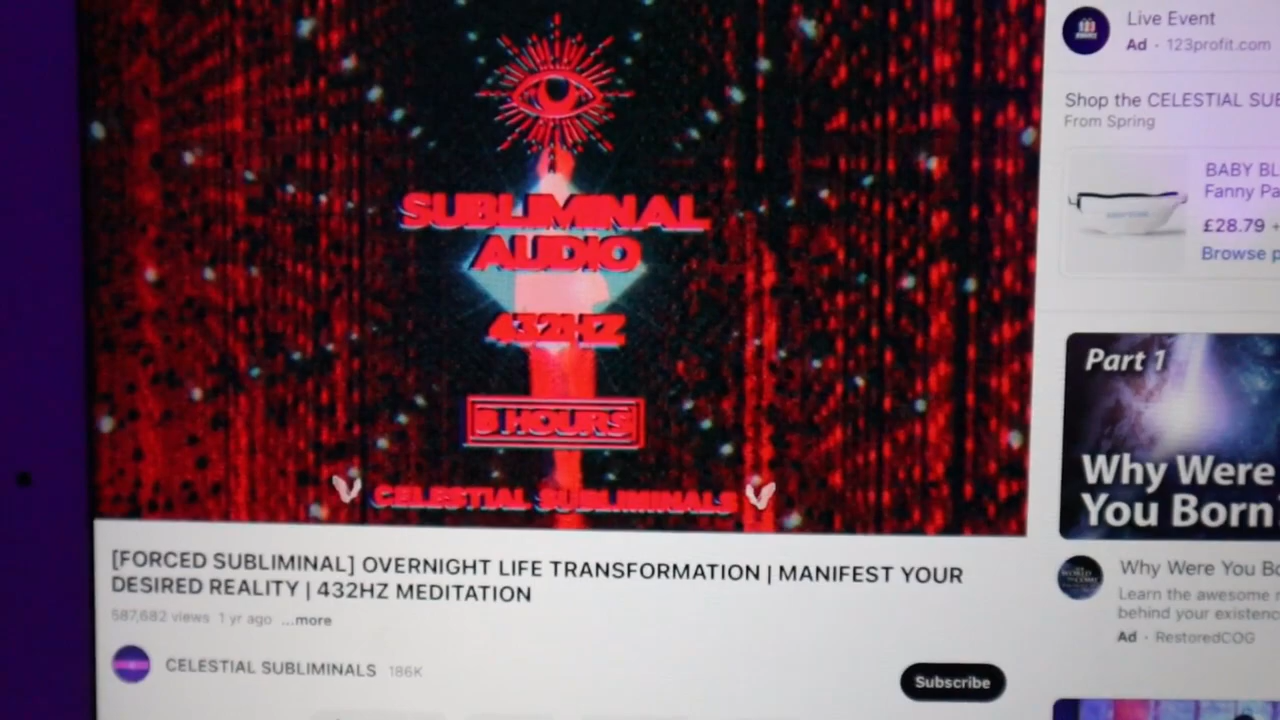 SUBLIMINAL
AUDIO
432HZ
8 HOURS
CELESTIAL SUBLIMINALS
[FORCED SUBLIMINAL] OVERNIGHT LIFE TRANSFORMATION | MANIFEST YOUR
DESIRED REALITY | 432HZ MEDITATION
587,682 views 1 yr ago ...more
CELESTIAL SUBLIMINALS 186K
Subscribe
Live Event
Ad · 123profit.com
Shop the CELESTIAL SUB
From Spring
BABY BL
Fanny Pa
£28.79 +
Browse p
Part 1
Why Were
You Born
Why Were You Bo
Learn the awesome r
behind your existenc
Ad · RestoredCOG